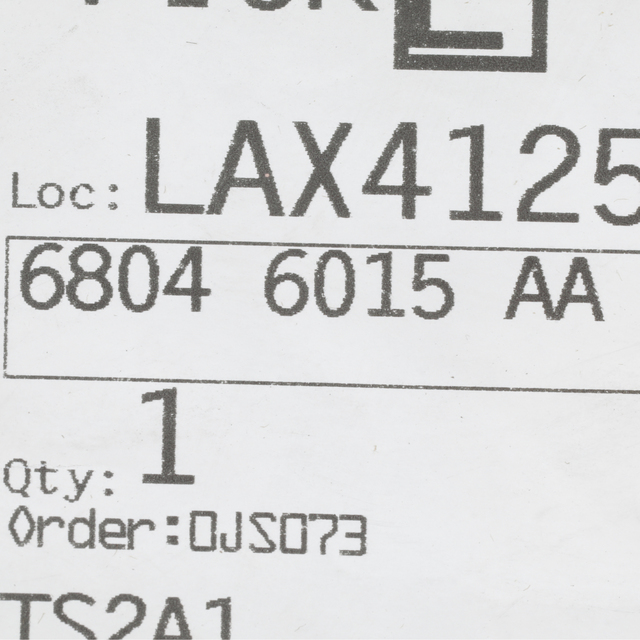 Loc: LAX4125
6804 6015 AA
Qty: 1
Order:0JS073
TS2A1